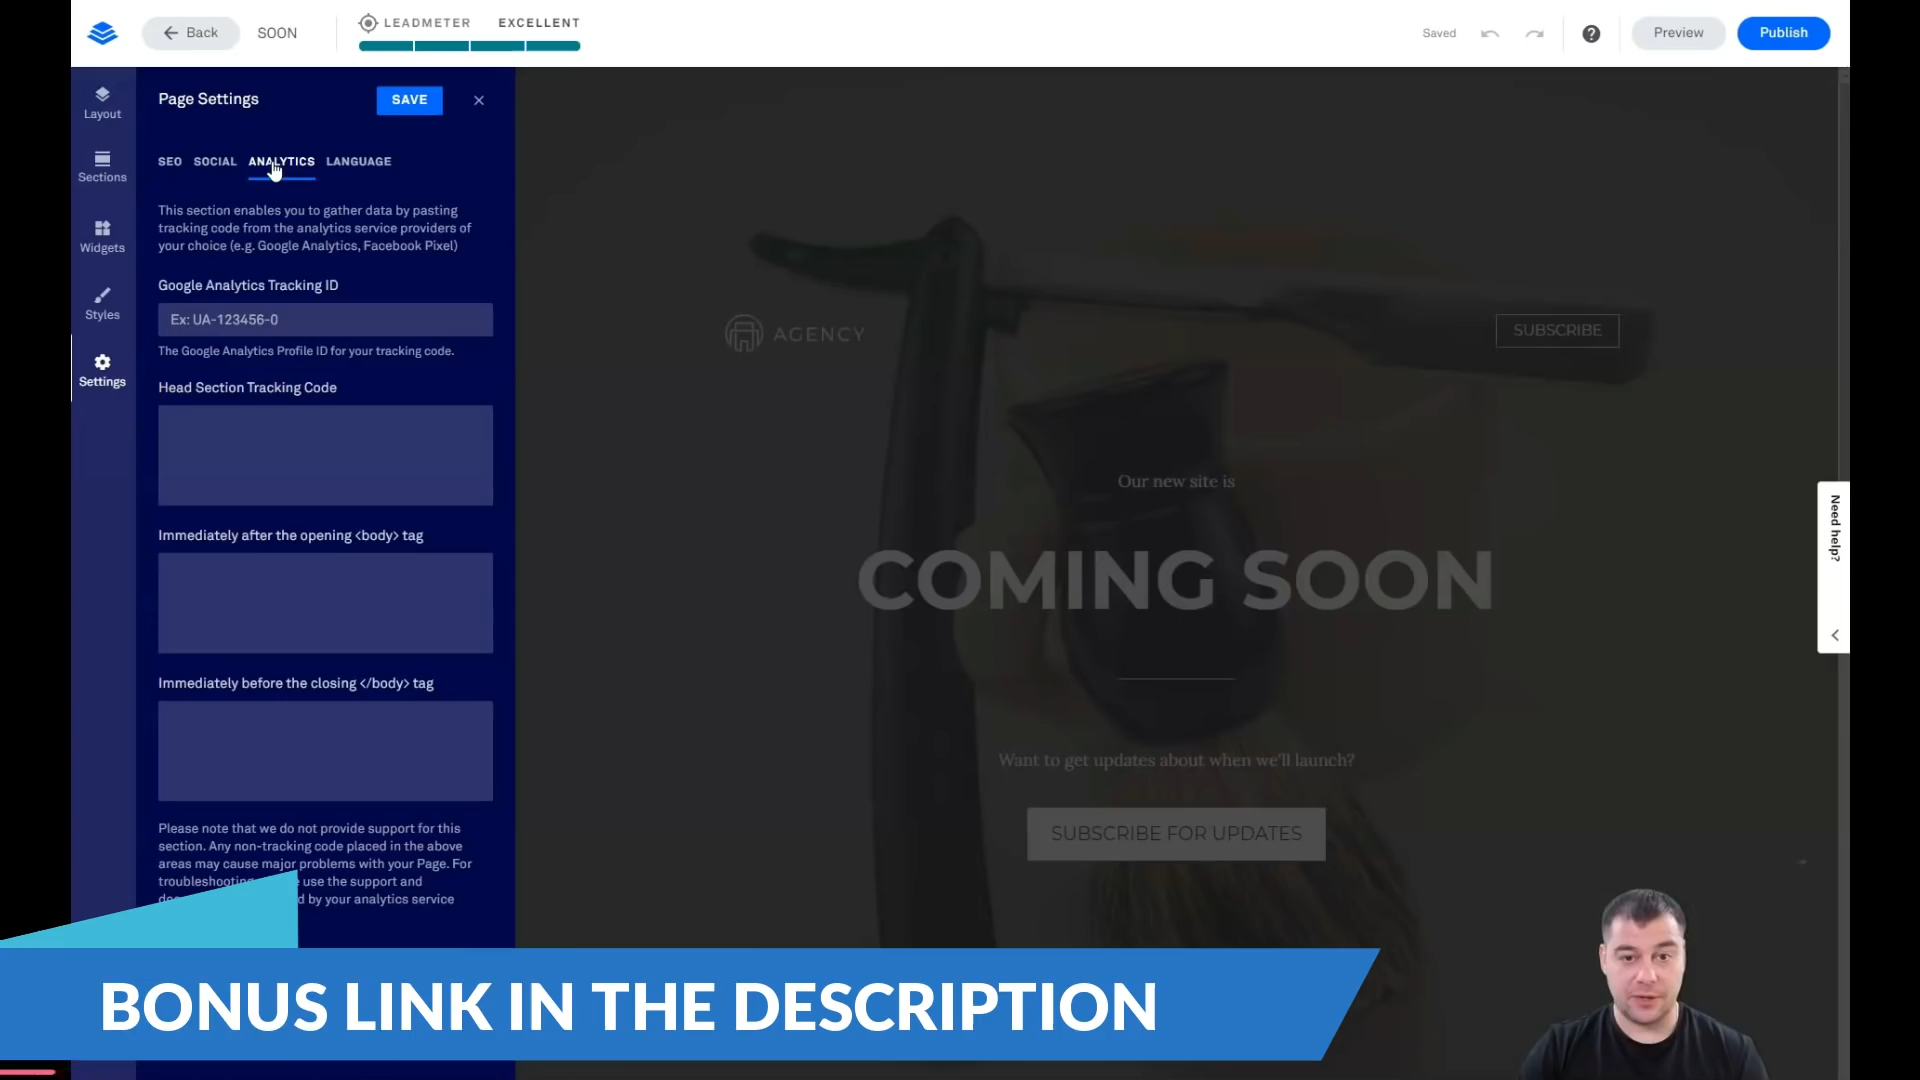 Back
SOON
LEADMETER EXCELLENT
Saved
Preview
Publish
Layout
Sections
Widgets
Styles
Settings
Page Settings
SAVE
SEO SOCIAL ANALYTICS LANGUAGE
This section enables you to gather data by pasting
tracking code from the analytics service providers of
your choice (e.g. Google Analytics, Facebook Pixel)
Google Analytics Tracking ID
Ex: UA-123456-0
The Google Analytics Profile ID for your tracking code.
Head Section Tracking Code
Immediately after the opening <body> tag
Immediately before the closing </body> tag
Please note that we do not provide support for this
section. Any non-tracking code placed in the above
areas may cause major problems with your Page. For
troubleshooting use the support and
d by your analytics service
AGENCY
SUBSCRIBE
Our new site is
COMING SOON
Want to get updates about when we'll launch?
SUBSCRIBE FOR UPDATES
Need help?
BONUS LINK IN THE DESCRIPTION